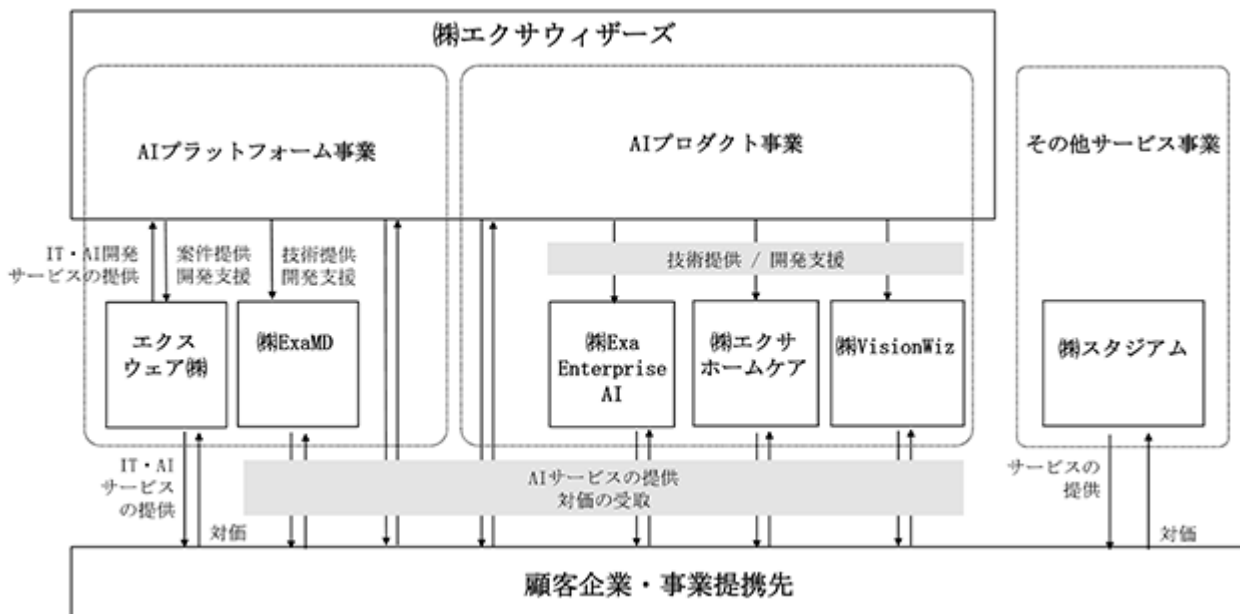 ㈱エクサウィザーズ
AIプラットフォーム事業
AIプロダクト事業
その他サービス事業
IT・AI開発
サービスの提供
案件提供
開発支援
技術提供
開発支援
技術提供 / 開発支援
エクス
ウェア㈱
㈱ExaMD
㈱Exa
Enterprise
AI
㈱エクサ
ホームケア
㈱VisionWiz
㈱スタジアム
IT・AI
サービス
の提供
対価
AIサービスの提供
対価の受取
サービスの
提供
対価
顧客企業・事業提携先